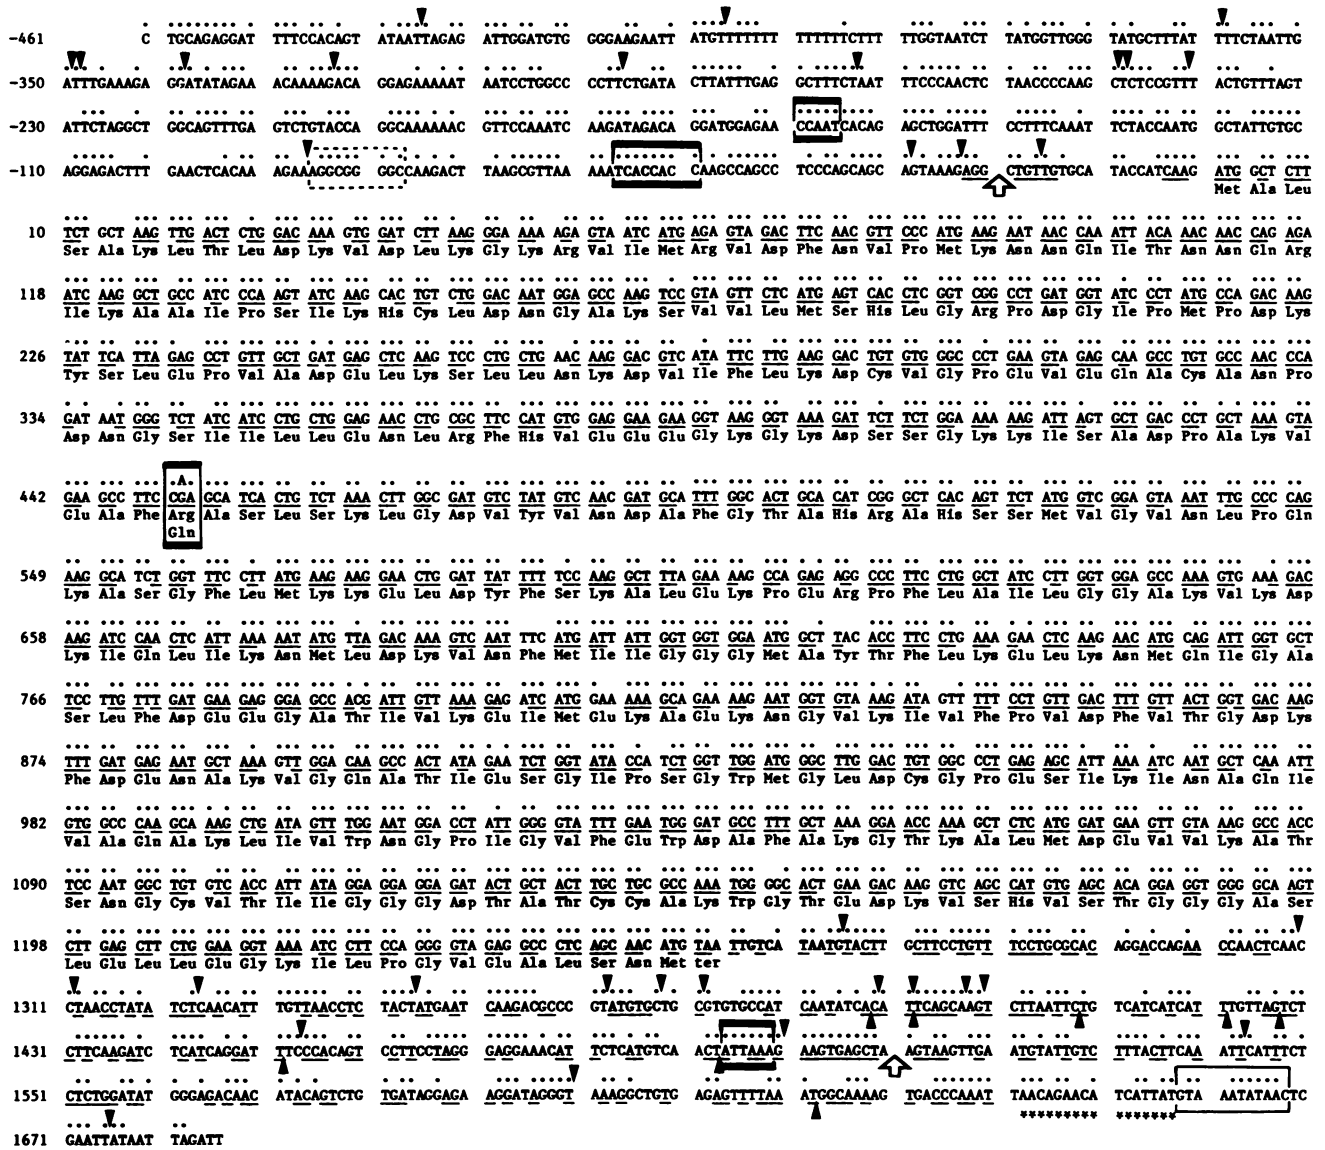 -461 C TGCAGAGGAT TTTCCACAGT ATAATTAGAG ATTGGATGTG GGGAAGAATT ATGTTTTTTT TTTTTTCTTT TTGGTAATCT TATGGTTGGG TATGCTTTAT TTTCTAATTG
-350 ATTTGAAAGA GGATATAGAA ACAAAAGACA GGAGAAAAAT AATCCTGGCC CCTTCTGATA CTTATTTGAG GCTTTCTAAT TTCCCAACTC TAACCCCAAG CTCTCCGTTT ACTGTTTAGT
-230 ATTCTAGGCT GGCAGTTTGA GTCTGTACCA GGCAAAAAAC GTTCCAAATC AAGATAGACA GGATGGAGAA CCAATCACAG AGCTGGATTT CCTTTCAAAT TCTACCAATG GCTATTGTGC
-110 AGGAGACTTT GAACTCACAA AGAAAGGCGG GGCCAAGACT TAAGCGTTAA AAATCACCAC CAAGCCAGCC TCCCAGCAGC AGTAAAGAGG CTGTTGTGCA TACCATCAAG ATG GCT CTT
Met Ala Leu
10 TCT GCT AAG TTG ACT CTG GAC AAA GTG GAT CTT AAG GGA AAA AGA GTA ATC ATG AGA GTA GAC TTC AAC GTT CCC ATG AAG AAT AAC CAA ATT ACA AAC AAC CAG AGA
Ser Ala Lys Leu Thr Leu Asp Lys Val Asp Leu Lys Gly Lys Arg Val Ile Met Arg Val Asp Phe Asn Val Pro Met Lys Asn Asn Gln Ile Thr Asn Asn Gln Arg
118 ATC AAG GCT GCC ATC CCA AGT ATC AAG CAC TGT CTG GAC AAT GGA GCC AAG TCC GTA GTT CTC ATG AGT CAC CTC GGT CGG CCT GAT GGT ATC CCT ATG CCA GAC AAG
Ile Lys Ala Ala Ile Pro Ser Ile Lys His Cys Leu Asp Asn Gly Ala Lys Ser Val Val Leu Met Ser His Leu Gly Arg Pro Asp Gly Ile Pro Met Pro Asp Lys
226 TAT TCA TTA GAG CCT GTT GCT GAT GAG CTC AAG TCC CTG CTG AAC AAG GAC GTC ATA TTC TTG AAG GAC TGT GTG GGC CCT GAA GTA GAG CAA GCC TGT GCC AAC CCA
Tyr Ser Leu Glu Pro Val Ala Asp Glu Leu Lys Ser Leu Leu Asn Lys Asp Val Ile Phe Leu Lys Asp Cys Val Gly Pro Glu Val Glu Gln Ala Cys Ala Asn Pro
334 GAT AAT GGG TCT ATC ATC CTG CTG GAG AAC CTG CGC TTC CAT GTG GAG GAA GAA GGT AAG GGT AAA GAT TCT TCT GGA AAA AAG ATT AGT GCT GAC CCT GCT AAA GTA
Asp Asn Gly Ser Ile Ile Leu Leu Glu Asn Leu Arg Phe His Val Glu Glu Glu Gly Lys Gly Lys Asp Ser Ser Gly Lys Lys Ile Ser Ala Asp Pro Ala Lys Val
.A.
442 GAA GCC TTC CGA GCA TCA CTG TCT AAA CTT GGC GAT GTC TAT GTC AAC GAT GCA TTT GGC ACT GCA CAT CGG GCT CAC AGT TCT ATG GTC GGA GTA AAT TTG CCC CAG
Glu Ala Phe Arg Ala Ser Leu Ser Lys Leu Gly Asp Val Tyr Val Asn Asp Ala Phe Gly Thr Ala His Arg Ala His Ser Ser Met Val Gly Val Asn Leu Pro Gln
Gln
549 AAG GCA TCT GGT TTC CTT ATG AAG AAG GAA CTG GAT TAT TTT TCC AAG GCT TTA GAA AAG CCA GAG AGG CCC TTC CTG GCT ATC CTT GGT GGA GCC AAA GTG AAA GAC
Lys Ala Ser Gly Phe Leu Met Lys Lys Glu Leu Asp Tyr Phe Ser Lys Ala Leu Glu Lys Pro Glu Arg Pro Phe Leu Ala Ile Leu Gly Gly Ala Lys Val Lys Asp
658 AAG ATC CAA CTC ATT AAA AAT ATG TTA GAC AAA GTC AAT TTC ATG ATT ATT GGT GGT GGA ATG GCT TAC ACC TTC CTG AAA GAA CTC AAG AAC ATG CAG ATT GGT GCT
Lys Ile Gln Leu Ile Lys Asn Met Leu Asp Lys Val Asn Phe Met Ile Ile Gly Gly Gly Met Ala Tyr Thr Phe Leu Lys Glu Leu Lys Asn Met Gln Ile Gly Ala
766 TCC TTG TTT GAT GAA GAG GGA GCC ACG ATT GTT AAA GAG ATC ATG GAA AAA GCA GAA AAG AAT GGT GTA AAG ATA GTT TTT CCT GTT GAC TTT GTT ACT GGT GAC AAG
Ser Leu Phe Asp Glu Glu Gly Ala Thr Ile Val Lys Glu Ile Met Glu Lys Ala Glu Lys Asn Gly Val Lys Ile Val Phe Pro Val Asp Phe Val Thr Gly Asp Lys
874 TTT GAT GAG AAT GCT AAA GTT GGA CAA GCC ACT ATA GAA TCT GGT ATA CCA TCT GGT TGG ATG GGC TTG GAC TGT GGC CCT GAG AGC ATT AAA ATC AAT GCT CAA ATT
Phe Asp Glu Asn Ala Lys Val Gly Gln Ala Thr Ile Glu Ser Gly Ile Pro Ser Gly Trp Met Gly Leu Asp Cys Gly Pro Glu Ser Ile Lys Ile Asn Ala Gln Ile
982 GTG GCC CAA GCA AAG CTG ATA GTT TGG AAT GGA CCT ATT GGG GTA TTT GAA TGG GAT GCC TTT GCT AAA GGA ACC AAA GCT CTC ATG GAT GAA GTT GTA AAG GCC ACC
Val Ala Gln Ala Lys Leu Ile Val Trp Asn Gly Pro Ile Gly Val Phe Glu Trp Asp Ala Phe Ala Lys Gly Thr Lys Ala Leu Met Asp Glu Val Val Lys Ala Thr
1090 TCC AAT GGC TGT GTC ACC ATT ATA GGA GGA GGA GAT ACT GCT ACT TGC TGC GCC AAA TGG GGC ACT GAA GAC AAG GTC AGC CAT GTG AGC ACA GGA GGT GGG GCA AGT
Ser Asn Gly Cys Val Thr Ile Ile Gly Gly Gly Asp Thr Ala Thr Cys Cys Ala Lys Trp Gly Thr Glu Asp Lys Val Ser His Val Ser Thr Gly Gly Gly Ala Ser
1198 CTT GAG CTT CTG GAA GGT AAA ATC CTT CCA GGG GTA GAG GCC CTC AGC AAC ATG TAA TTGTCA TAATGTACTT GCTTCCTGTT TCCTGCGCAC AGGACCAGAA CCAACTCAAC
Leu Glu Leu Leu Glu Gly Lys Ile Leu Pro Gly Val Glu Ala Leu Ser Asn Met ter
1311 CTAACCTATA TCTCAACATT TGTTAACCTC TACTATGAAT CAAGACGCCC GTATGTGCTG CGTGTGCCAT CAATATCACA TTCAGCAAGT CTTAATTCTG TCATCATCAT TTGTTAGTCT
1431 CTTCAAGATC TCATCAGGAT TTCCCACAGT CCTTCCTAGG GAGGAAACAT TCTCATGTCA ACTATTAAAG AAGTGAGCTA AGTAAGTTGA ATGTATTGTC TTTACTTCAA ATTCATTTCT
1551 CTCTGGATAT GGGAGACAAC ATACAGTCTG TGATAGGAGA AGGATAGGGT AAAGGCTGTG AGAGTTTTAA ATGGCAAAAG TGACCCAAAT TAACAGAACA TCATTATGTA AATATAACTC
********* *******
1671 GAATTATAAT TAGATT